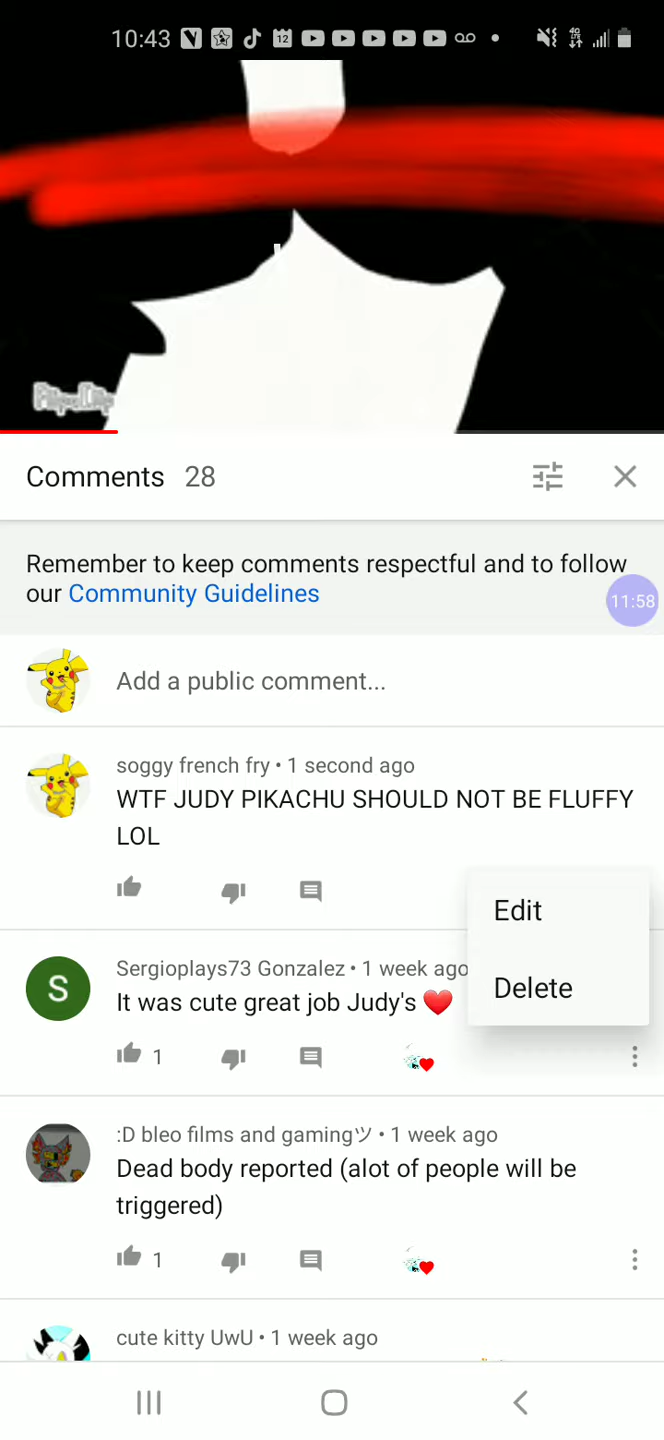 10:43
12
4G
Comments 28
Remember to keep comments respectful and to follow
our Community Guidelines
11:58
Add a public comment...
soggy french fry • 1 second ago
WTF JUDY PIKACHU SHOULD NOT BE FLUFFY
LOL
Edit
Delete
S
Sergioplays73 Gonzalez • 1 week ago
It was cute great job Judy's ❤️
1
:D bleo films and gamingツ • 1 week ago
Dead body reported (alot of people will be
triggered)
1
cute kitty UwU • 1 week ago